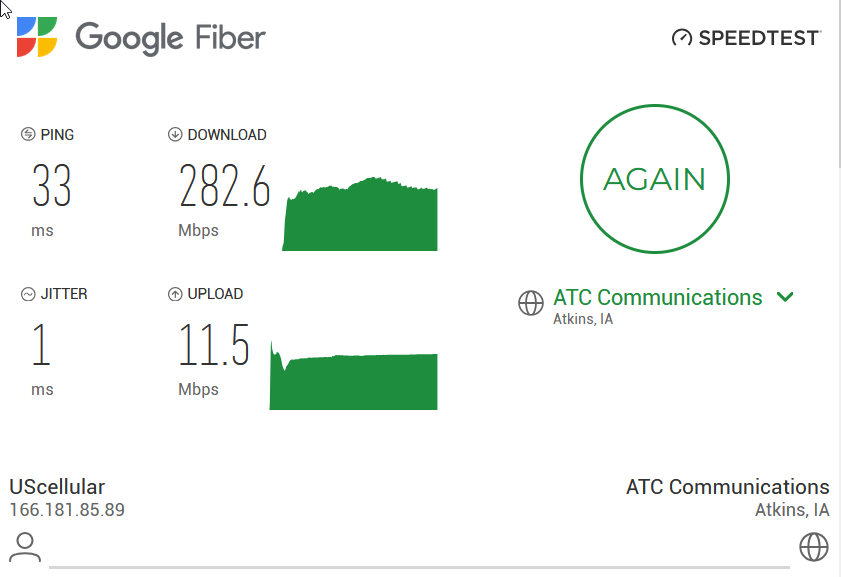 Google Fiber
SPEEDTEST
PING
33
ms
DOWNLOAD
282.6
Mbps
AGAIN
JITTER
1
ms
UPLOAD
11.5
Mbps
ATC Communications
Atkins, IA
UScellular
166.181.85.89
ATC Communications
Atkins, IA